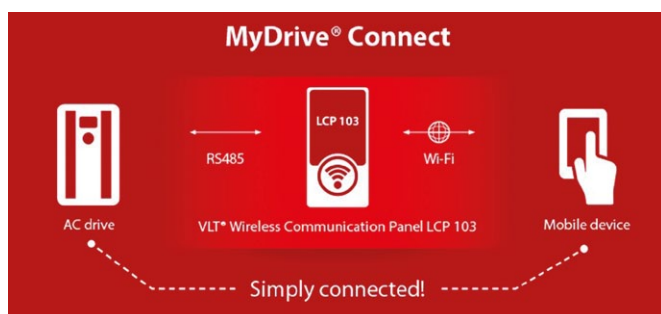 MyDrive® Connect
LCP 103
RS485
Wi-Fi
AC drive
VLT® Wireless Communication Panel LCP 103
Mobile device
Simply connected!